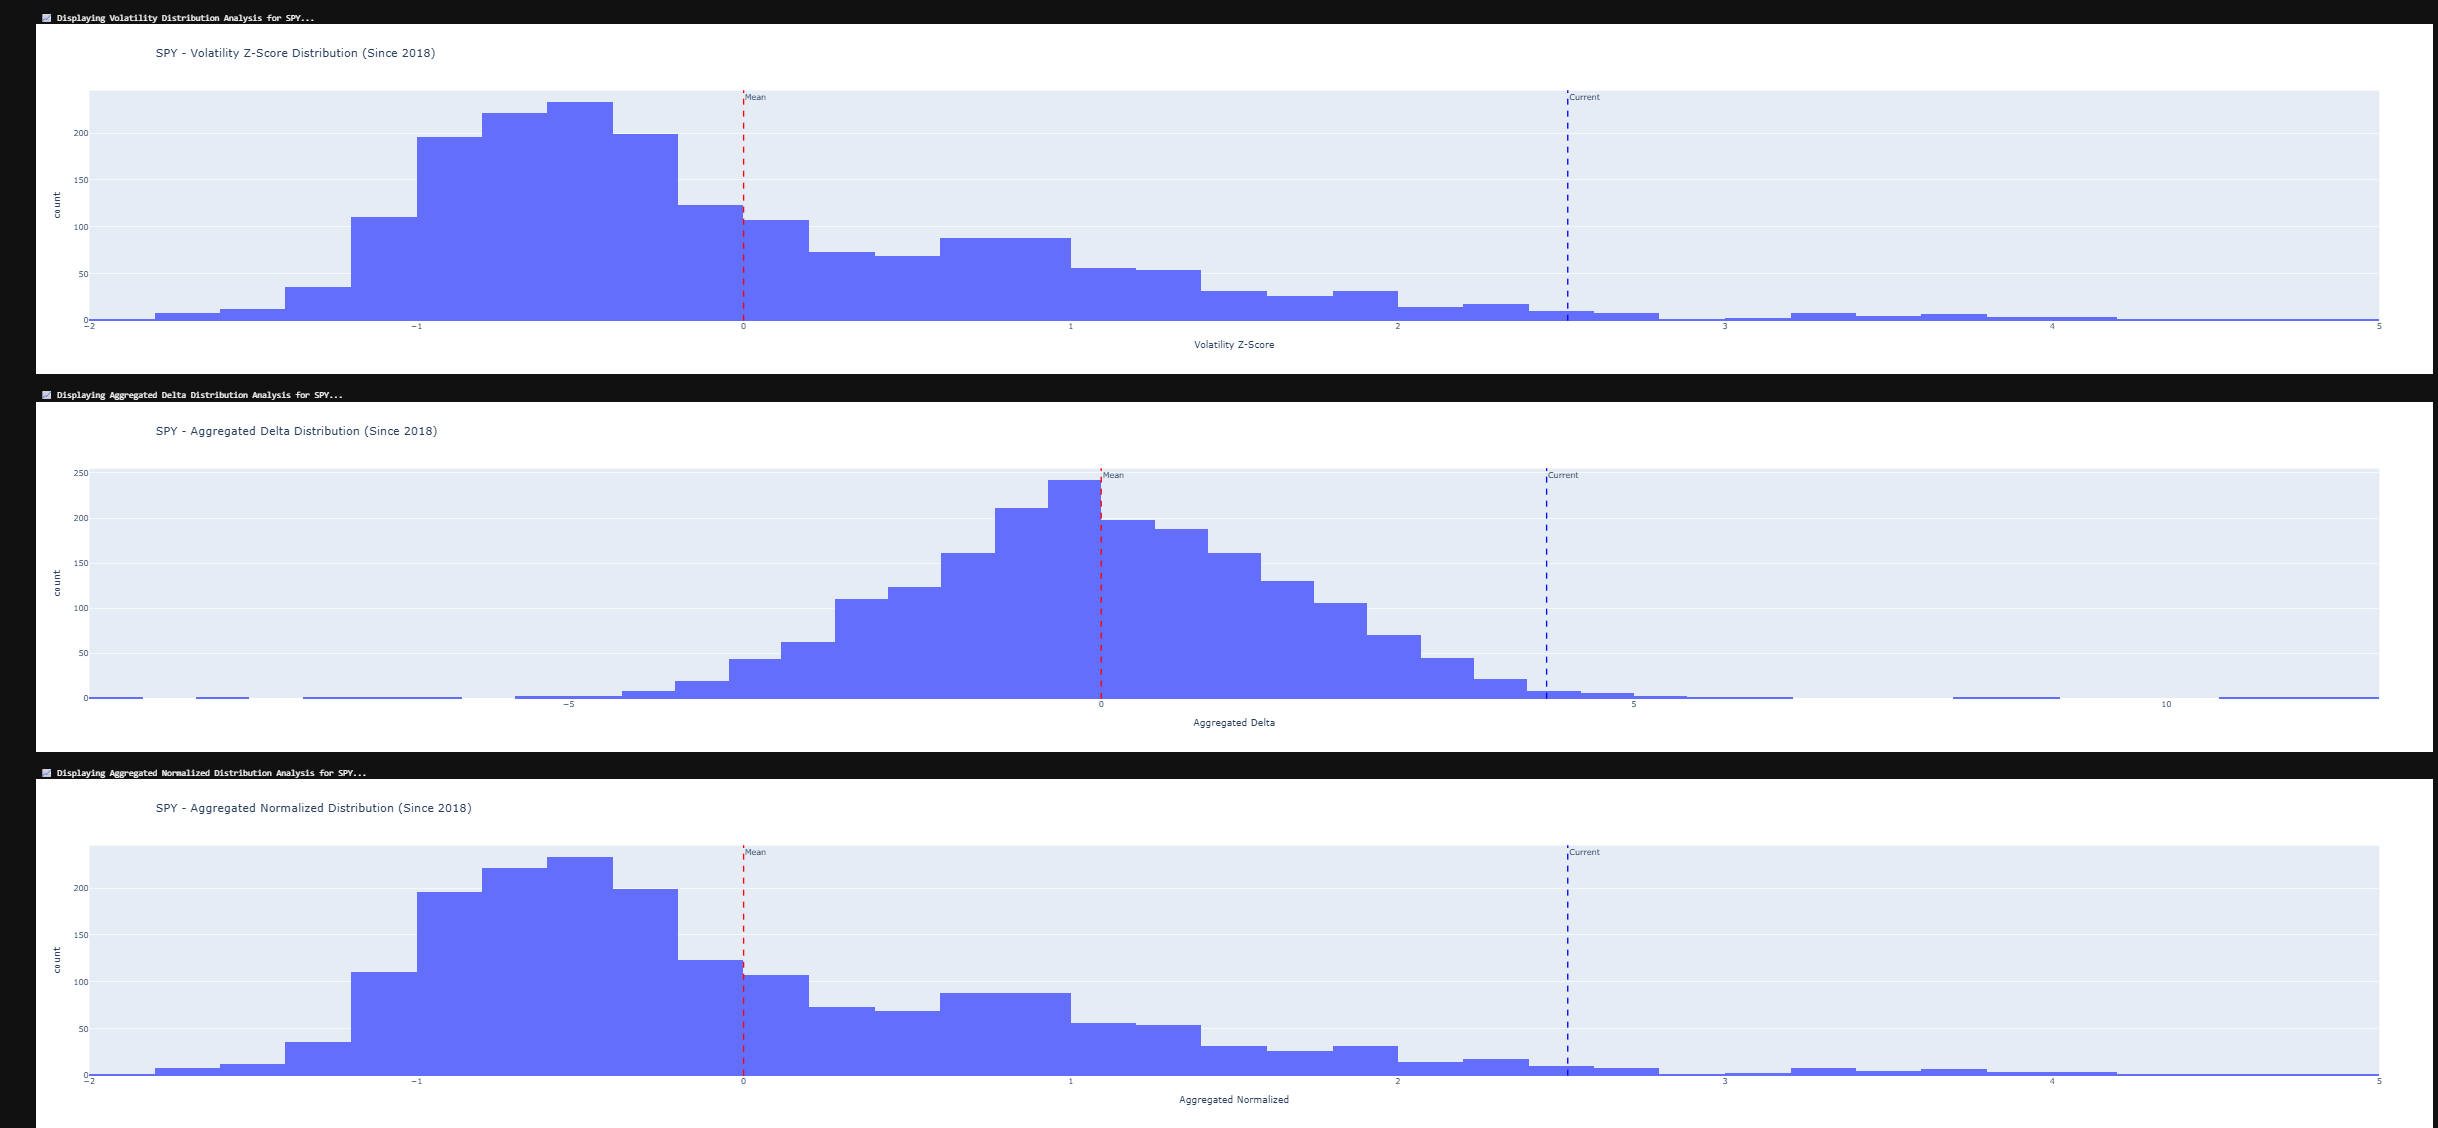 Displaying Volatility Distribution Analysis for SPY...
SPY - Volatility Z-Score Distribution (Since 2018)
Mean
Current
200
150
100
50
0
count
−2
−1
0
1
2
3
4
5
Volatility Z-Score
Displaying Aggregated Delta Distribution Analysis for SPY...
SPY - Aggregated Delta Distribution (Since 2018)
Mean
Current
250
200
150
100
50
0
count
−5
0
5
10
Aggregated Delta
Displaying Aggregated Normalized Distribution Analysis for SPY...
SPY - Aggregated Normalized Distribution (Since 2018)
Mean
Current
200
150
100
50
0
count
−2
−1
0
1
2
3
4
5
Aggregated Normalized